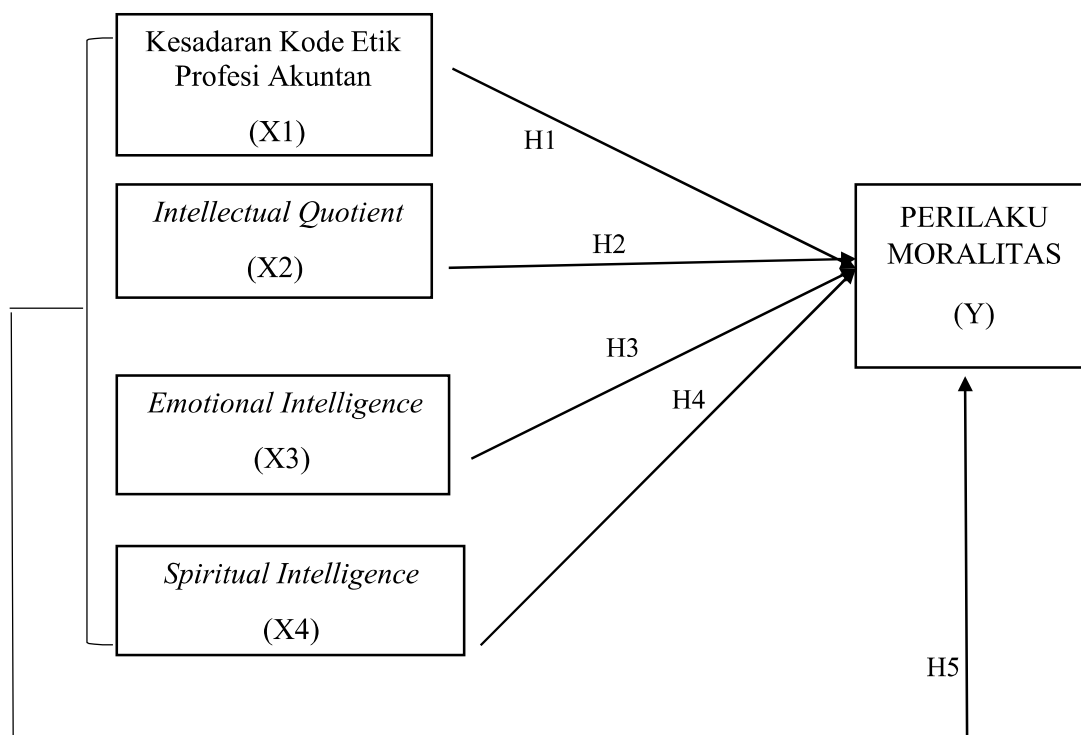 Kesadaran Kode Etik
Profesi Akuntan
(X1)
H1
Intellectual Quotient
(X2)
H2
PERILAKU
MORALITAS
(Y)
H3
Emotional Intelligence
(X3)
H4
Spiritual Intelligence
(X4)
H5